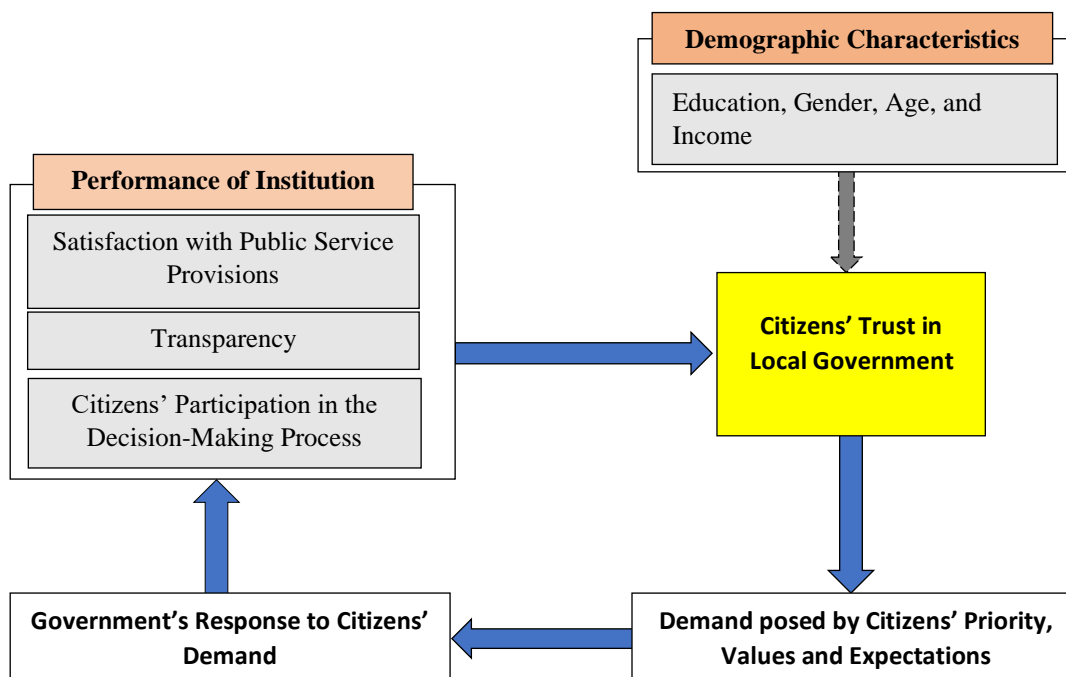 Demographic Characteristics
Education, Gender, Age, and
Income
Performance of Institution
Satisfaction with Public Service
Provisions
Transparency
Citizens’ Participation in the
Decision-Making Process
Citizens’ Trust in
Local Government
Government’s Response to Citizens’
Demand
Demand posed by Citizens’ Priority,
Values and Expectations